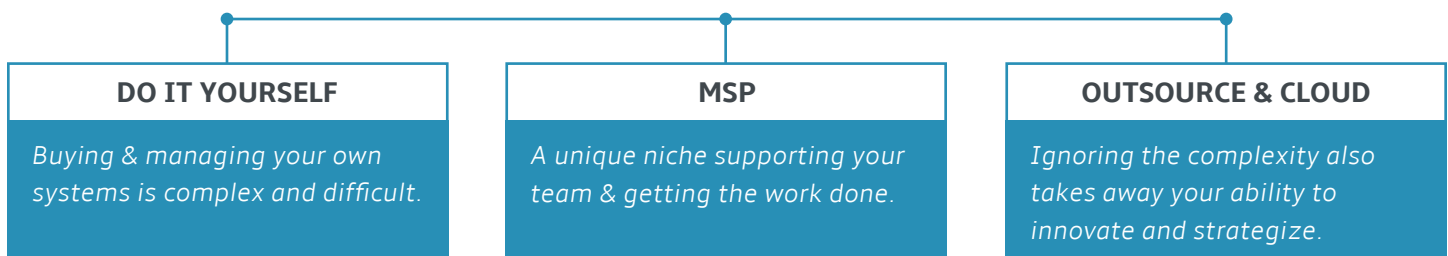 DO IT YOURSELF
Buying & managing your own
systems is complex and difficult.
MSP
A unique niche supporting your
team & getting the work done.
OUTSOURCE & CLOUD
Ignoring the complexity also
takes away your ability to
innovate and strategize.